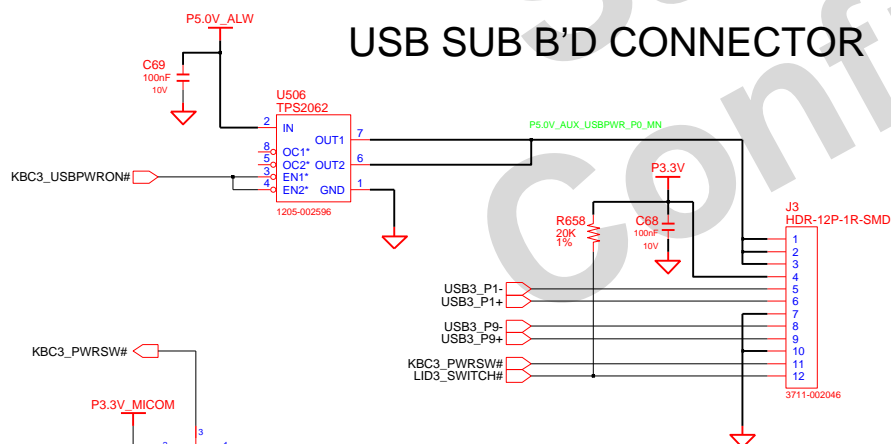 P5.0V_ALW
USB SUB B'D CONNECTOR
C69
100nF
10V
U506
TPS2062
2 IN
OUT1 7
8 OC1*
5 OC2* OUT2 6
KBC3_USBPWRON# 3 EN1*
4 EN2* GND 1
1205-002596
P5.0V_AUX_USBPWR_P0_MN
P3.3V
R658
20K
1%
C68
100nF
10V
J3
HDR-12P-1R-SMD
1
2
3
4
USB3_P1- 5
USB3_P1+ 6
7
USB3_P9- 8
USB3_P9+ 9
10
KBC3_PWRSW# 11
LID3_SWITCH# 12
3711-002046
KBC3_PWRSW#
P3.3V_MICOM
3
Conf